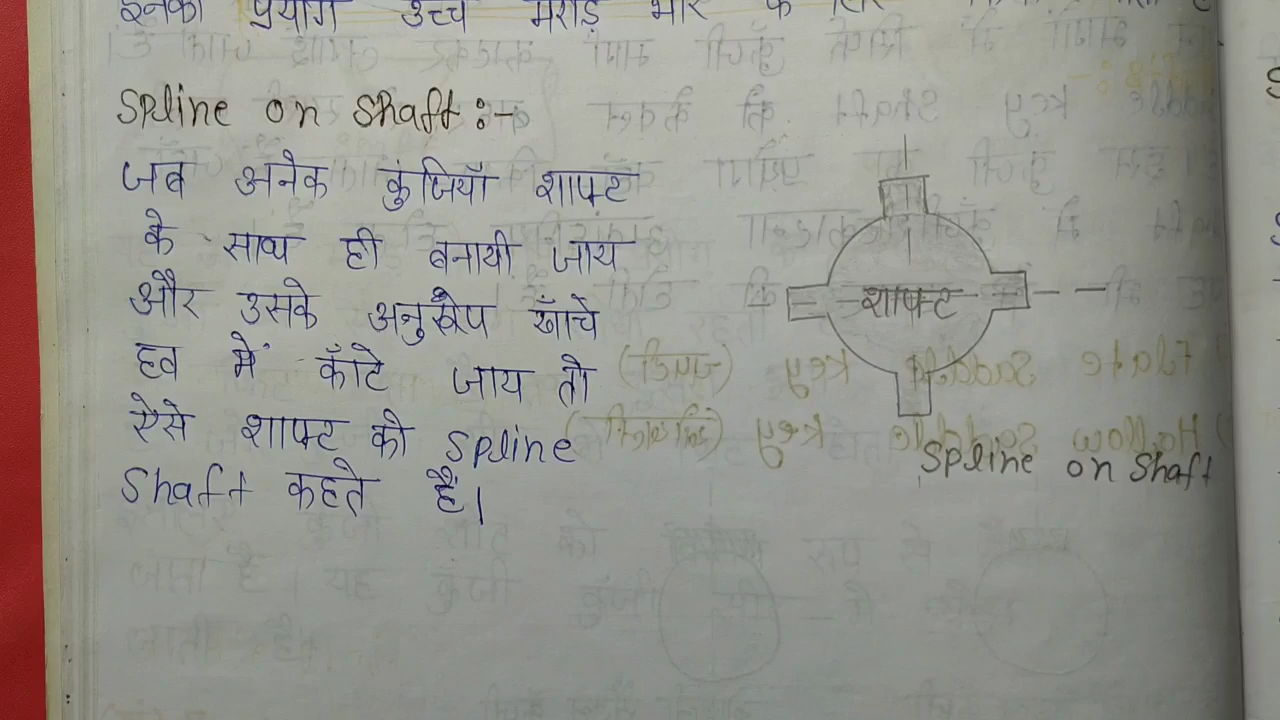 इनका प्रयोग उच्च मरोड़ भार के लिए
Spline on Shaft :-
जब अनेक कुंजियाँ शाफ्ट
के साथ ही बनायी जाय
और उसके अनुरूप खाँचे
हव में काँटे जाय तो
ऐसे शाफ्ट को Spline
Shaft कहते हैं।
शाफ्ट
Spline on Shaft